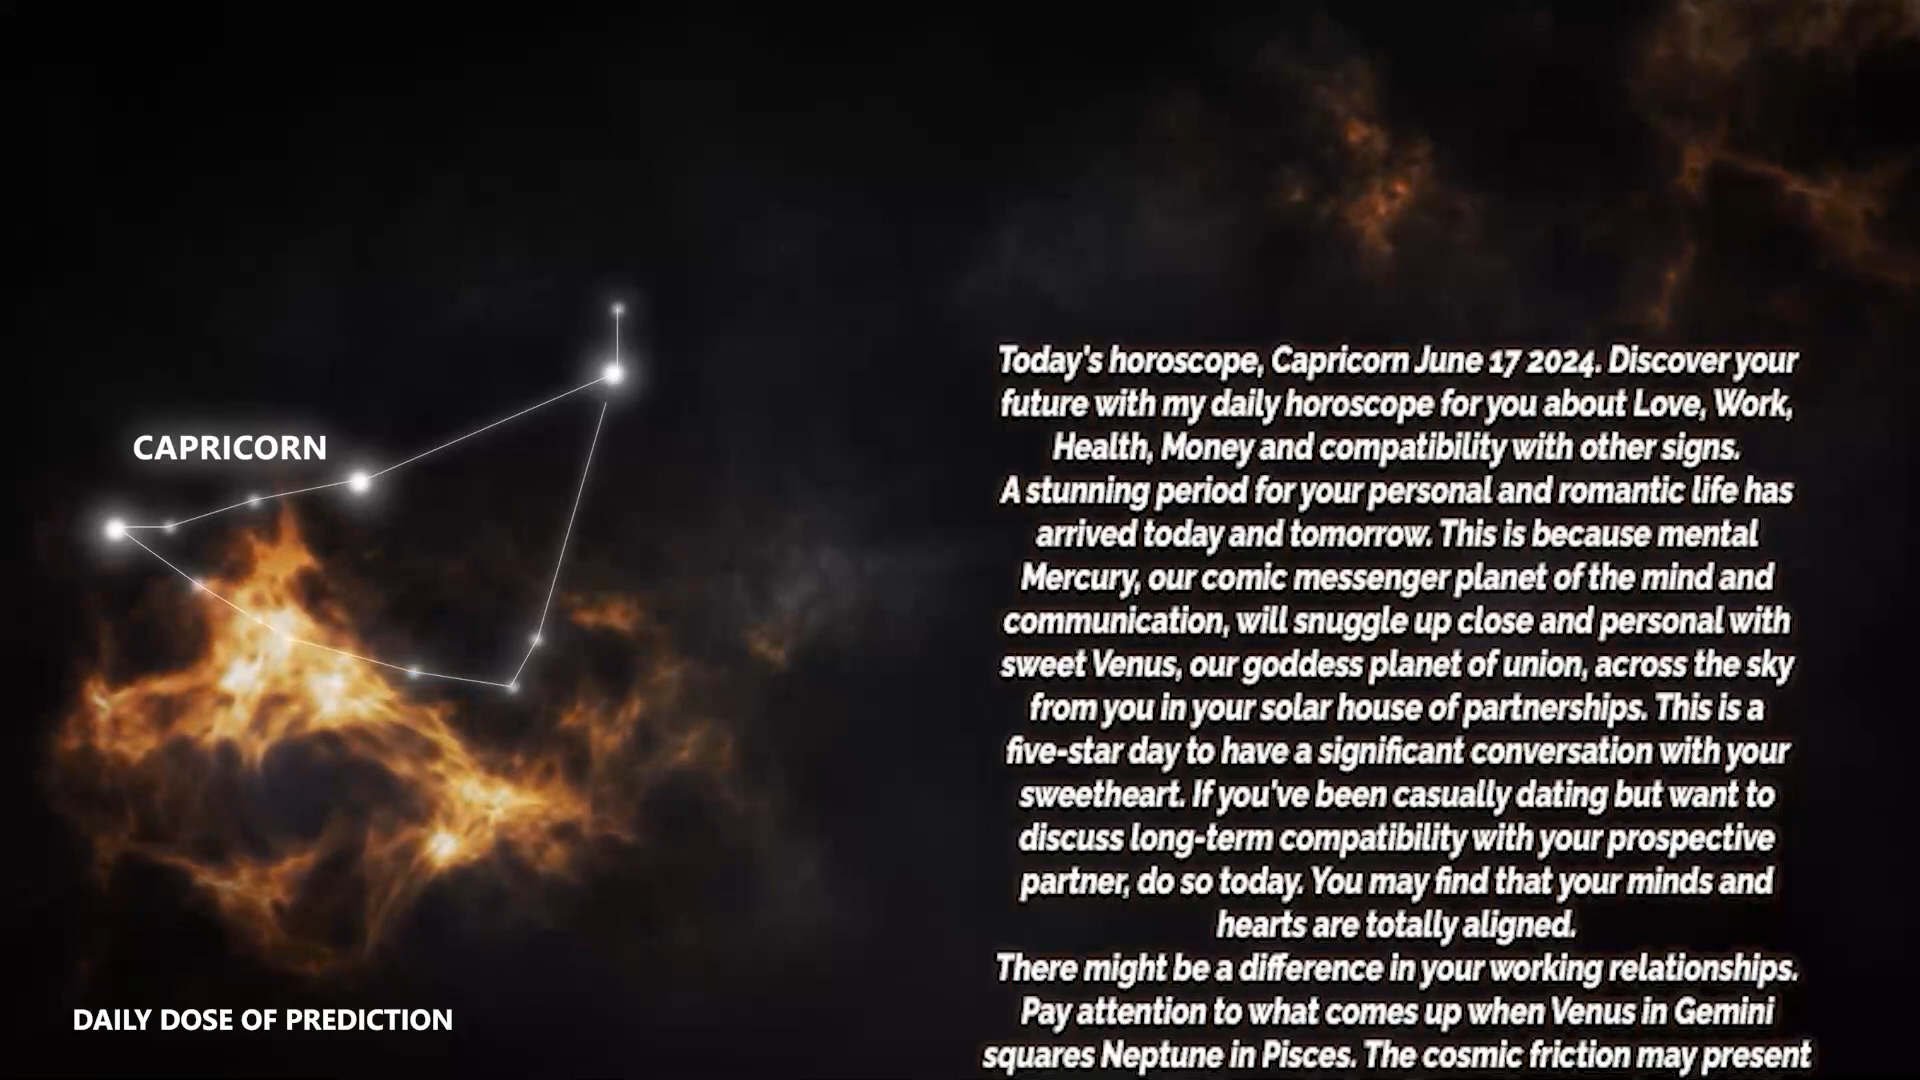 CAPRICORN
DAILY DOSE OF PREDICTION
Today's horoscope, Capricorn June 17 2024. Discover your
future with my daily horoscope for you about Love, Work,
Health, Money and compatibility with other signs.
A stunning period for your personal and romantic life has
arrived today and tomorrow. This is because mental
Mercury, our comic messenger planet of the mind and
communication, will snuggle up close and personal with
sweet Venus, our goddess planet of union, across the sky
from you in your solar house of partnerships. This is a
five-star day to have a significant conversation with your
sweetheart. If you've been casually dating but want to
discuss long-term compatibility with your prospective
partner, do so today. You may find that your minds and
hearts are totally aligned.
There might be a difference in your working relationships.
Pay attention to what comes up when Venus in Gemini
squares Neptune in Pisces. The cosmic friction may present